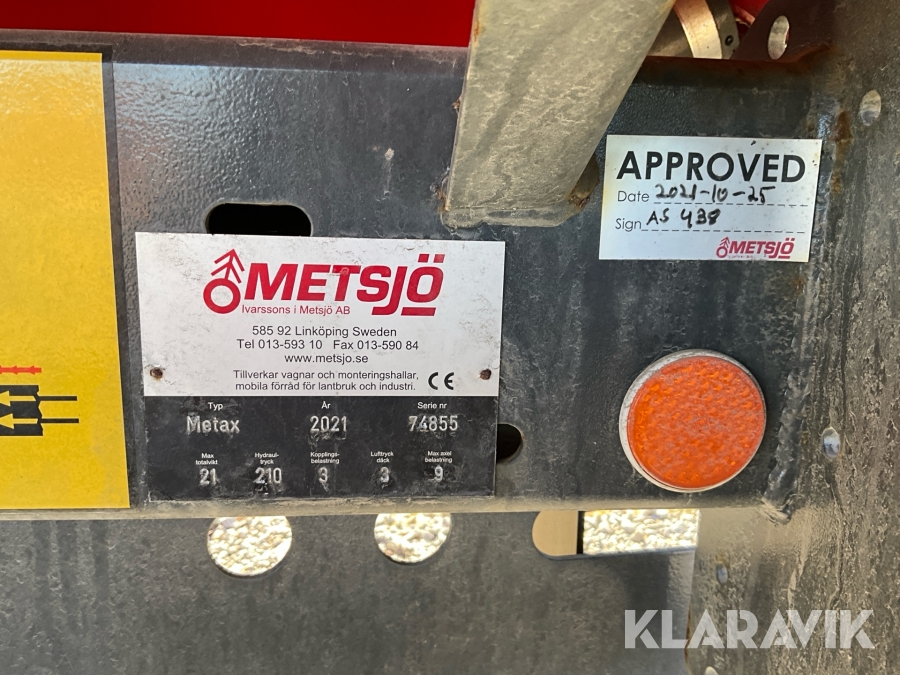 METSJÖ
Ivarssons i Metsjö AB
585 92 Linköping Sweden
Tel 013-593 10 Fax 013-590 84
www.metsjo.se
Tillverkar vagnar och monteringshallar,
mobila förråd för lantbruk och industri. CE
Typ År Serie nr
Metax 2021 74855
Max totalvikt Hydraul-tryck Kopplings-belastning Lufttryck däck Max axel belastning
21 210 3 3 9
APPROVED
Date 2021-10-25
Sign AS 438
METSJÖ
KLARAVIK